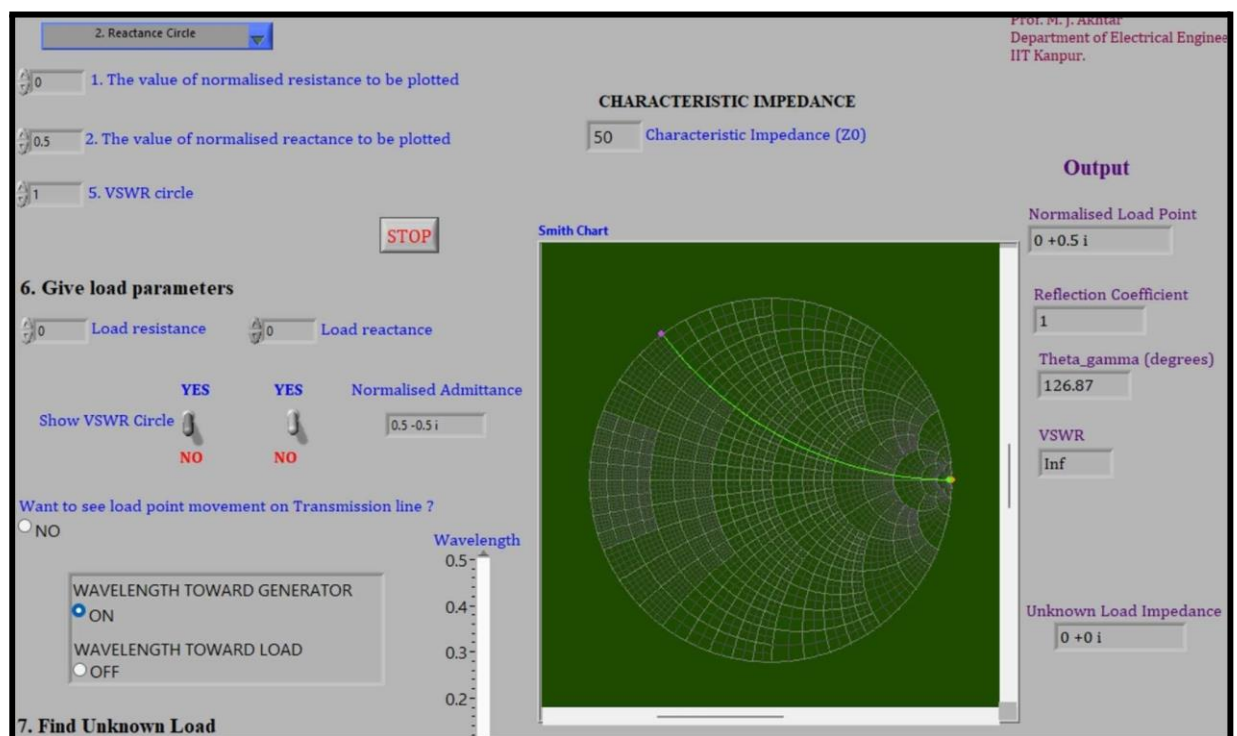 Prof. M. J. Akhtar
2. Reactance Circle
Department of Electrical Enginee
IIT Kanpur.
0 1. The value of normalised resistance to be plotted
CHARACTERISTIC IMPEDANCE
0.5 2. The value of normalised reactance to be plotted
50 Characteristic Impedance (Z0)
Output
1 5. VSWR circle
Normalised Load Point
STOP
Smith Chart
0 +0.5 i
6. Give load parameters
Reflection Coefficient
0 Load resistance 0 Load reactance
1
Theta_gamma (degrees)
126.87
YES YES Normalised Admittance
Show VSWR Circle
0.5 -0.5 i
VSWR
NO NO
Inf
Want to see load point movement on Transmission line ?
NO
Wavelength
0.5
WAVELENGTH TOWARD GENERATOR
ON
0.4
Unknown Load Impedance
0 +0 i
WAVELENGTH TOWARD LOAD
0.3
OFF
0.2
7. Find Unknown Load